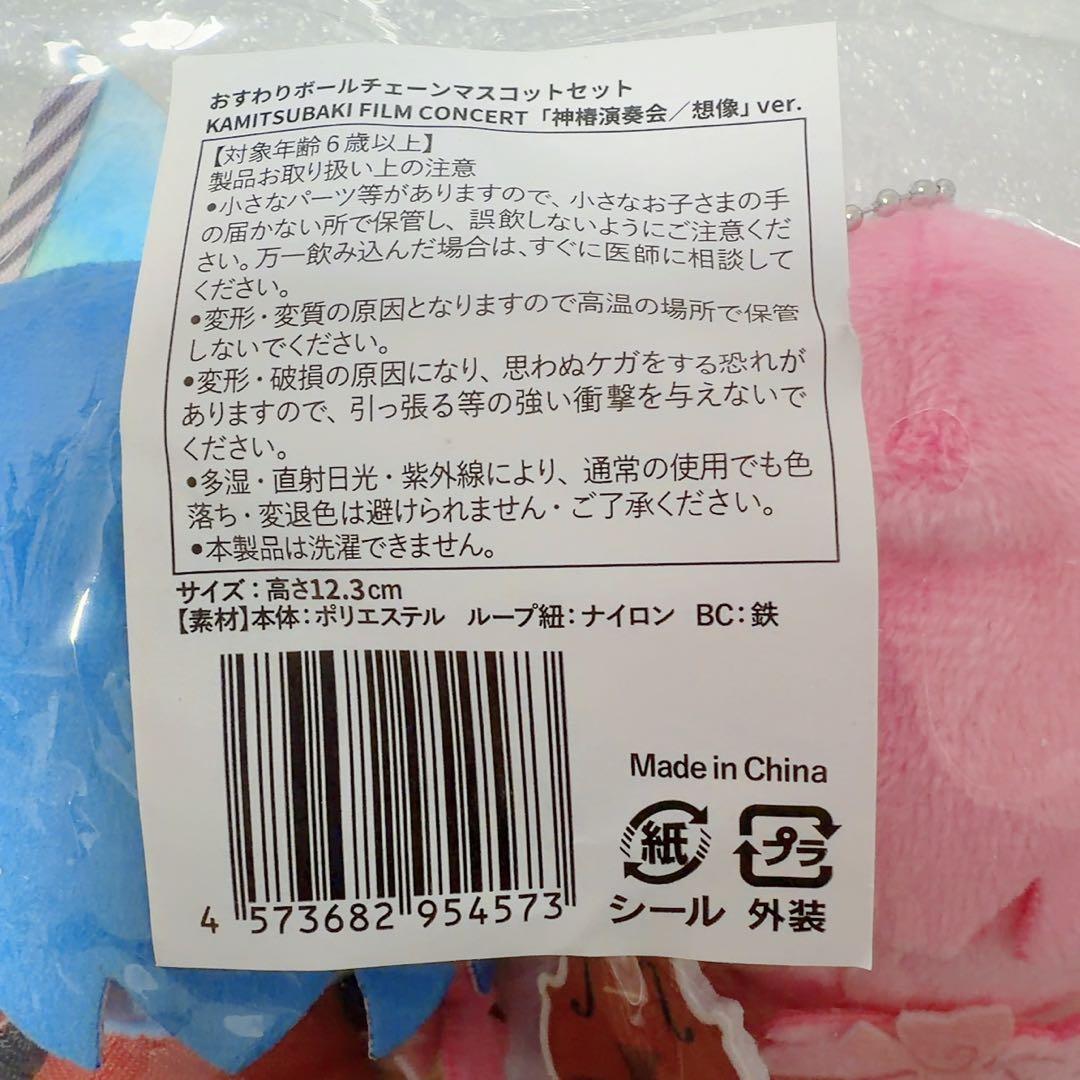 おすわりボールチェーンマスコットセット
KAMITSUBAKI FILM CONCERT「神椿演奏会／想像」ver.
【対象年齢6歳以上】
製品お取り扱い上の注意
•小さなパーツ等がありますので、小さなお子さまの手
の届かない所で保管し、誤飲しないようにご注意くだ
さい。万一飲み込んだ場合は、すぐに医師に相談して
ください。
•変形・変質の原因となりますので高温の場所で保管
しないでください。
•変形・破損の原因になり、思わぬケガをする恐れが
ありますので、引っ張る等の強い衝撃を与えないで
ください。
•多湿・直射日光・紫外線により、通常の使用でも色
落ち・変退色は避けられません・ご了承ください。
•本製品は洗濯できません。
サイズ：高さ12.3cm
【素材】本体：ポリエステル　ループ紐：ナイロン　BC：鉄
4 573682 954573
Made in China
紙 プラ
シール 外装